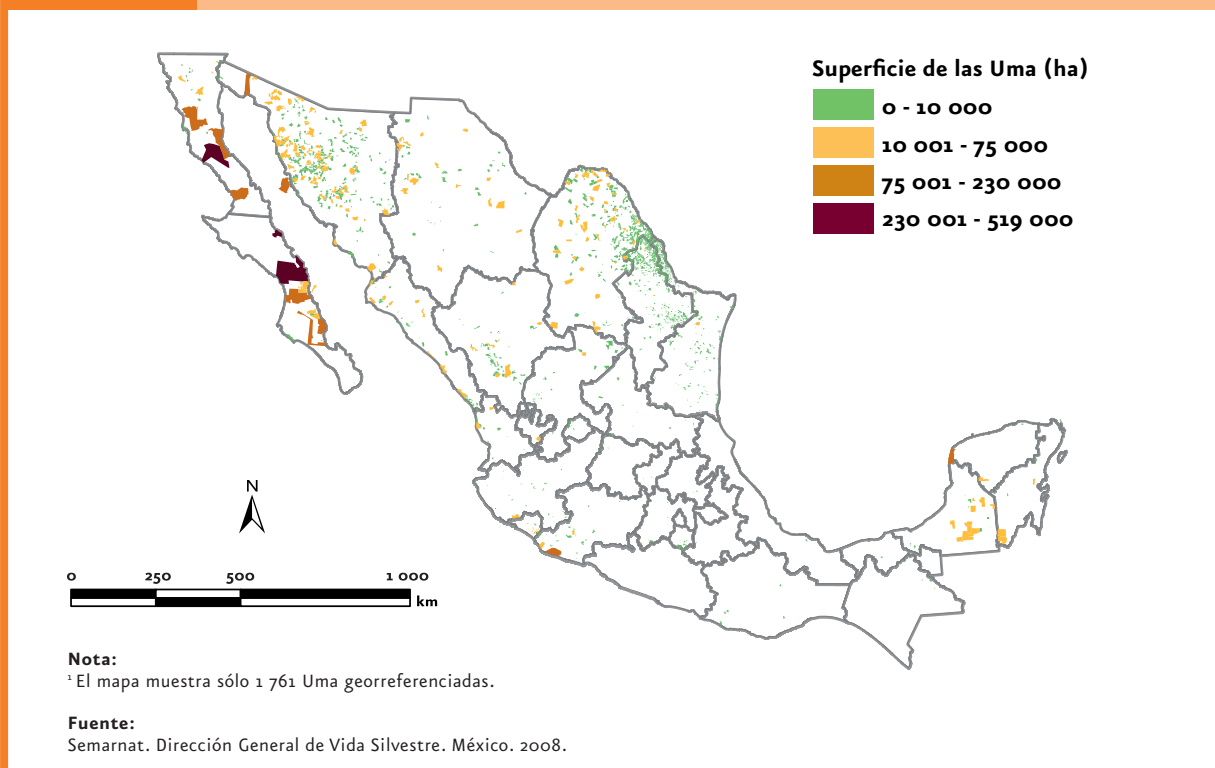 Superficie de las Uma (ha)
0 - 10 000
10 001 - 75 000
75 001 - 230 000
230 001 - 519 000
N
0 250 500 1 000
km
Nota:
¹ El mapa muestra sólo 1 761 Uma georreferenciadas.
Fuente:
Semarnat. Dirección General de Vida Silvestre. México. 2008.